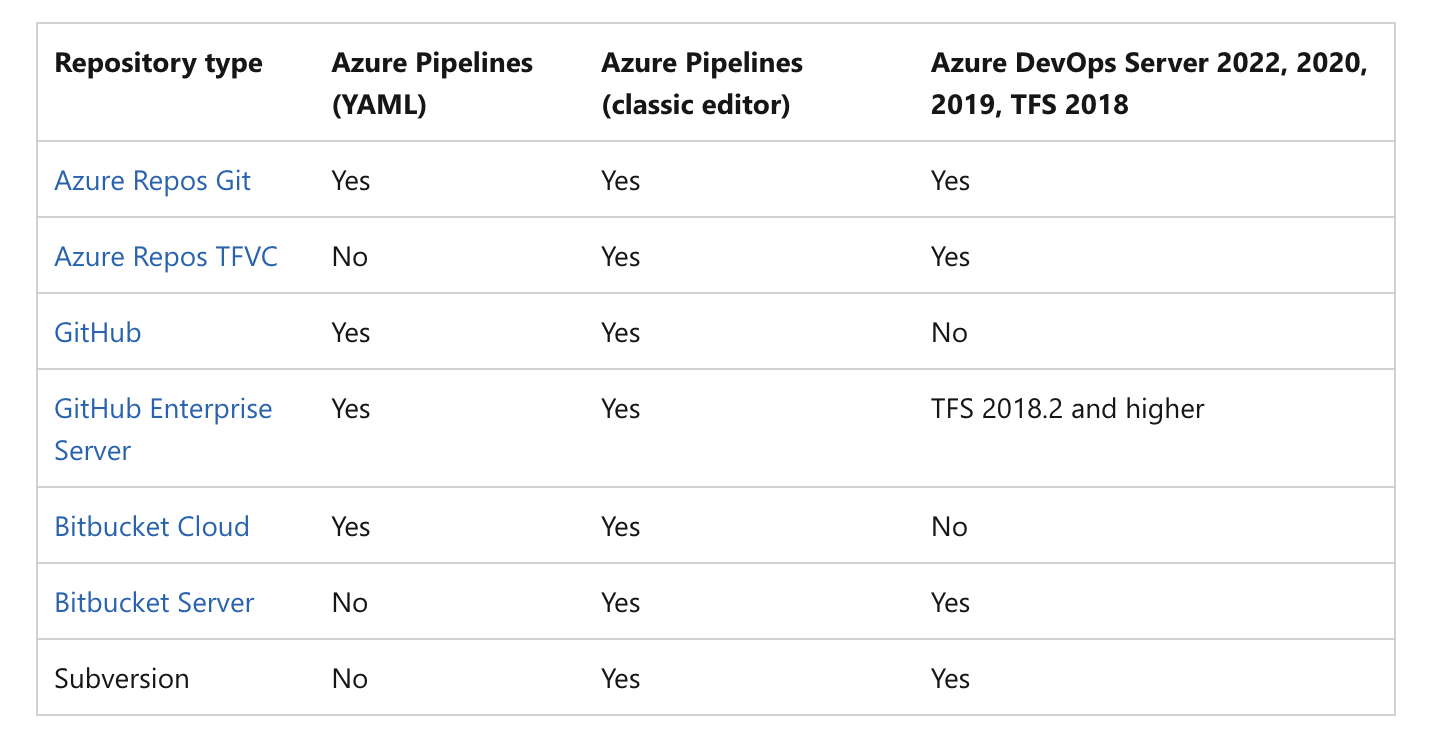 Repository type
Azure Pipelines
(YAML)
Azure Pipelines
(classic editor)
Azure DevOps Server 2022, 2020,
2019, TFS 2018
Azure Repos Git
Yes
Yes
Yes
Azure Repos TFVC
No
Yes
Yes
GitHub
Yes
Yes
No
GitHub Enterprise
Server
Yes
Yes
TFS 2018.2 and higher
Bitbucket Cloud
Yes
Yes
No
Bitbucket Server
No
Yes
Yes
Subversion
No
Yes
Yes